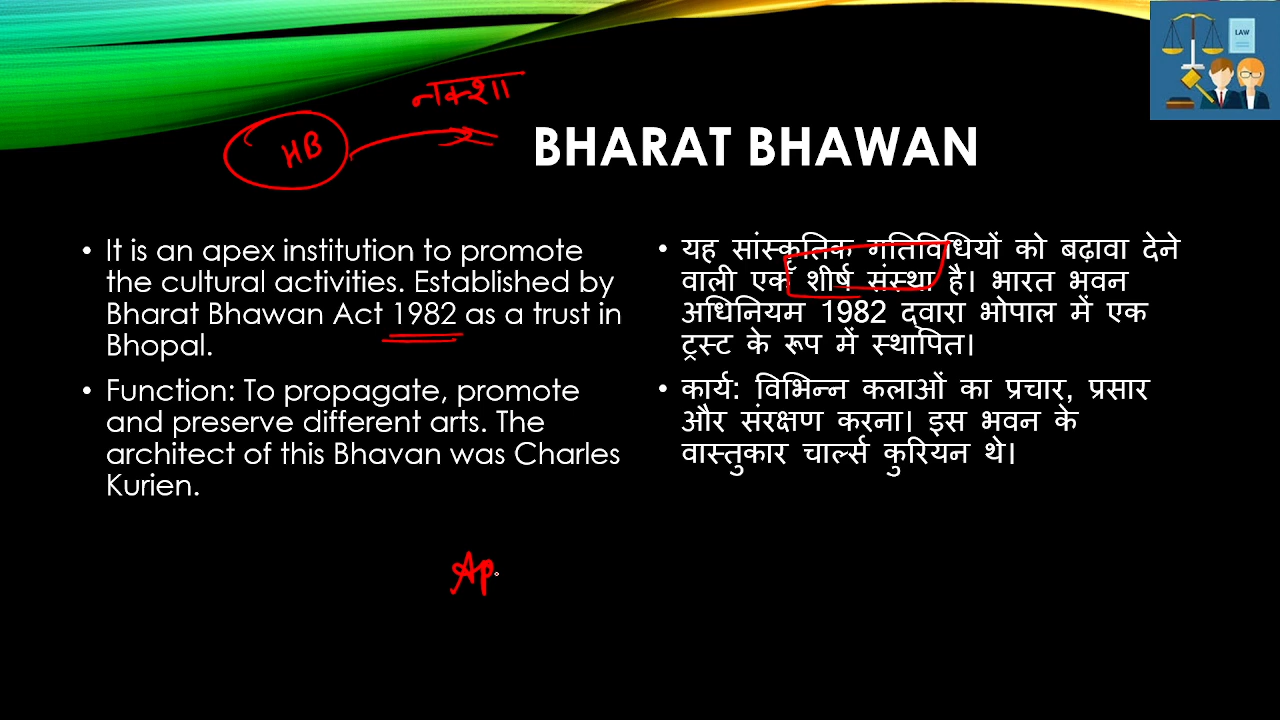 LAW
नक्शा
HB
BHARAT BHAWAN
• It is an apex institution to promote
the cultural activities. Established by
Bharat Bhawan Act 1982 as a trust in
Bhopal.
• Function: To propagate, promote
and preserve different arts. The
architect of this Bhavan was Charles
Kurien.
• यह सांस्कृतिक गतिविधियों को बढ़ावा देने
वाली एक शीर्ष संस्था है। भारत भवन
अधिनियम 1982 द्वारा भोपाल में एक
ट्रस्ट के रूप में स्थापित।
• कार्य: विभिन्न कलाओं का प्रचार, प्रसार
और संरक्षण करना। इस भवन के
वास्तुकार चार्ल्स कुरियन थे।
Ap